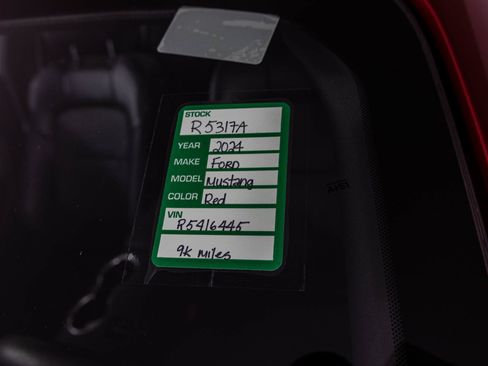 STOCK
R5317A
YEAR 2024
MAKE FORD
MODEL Mustang
COLOR Red
VIN
R5416445
9k miles